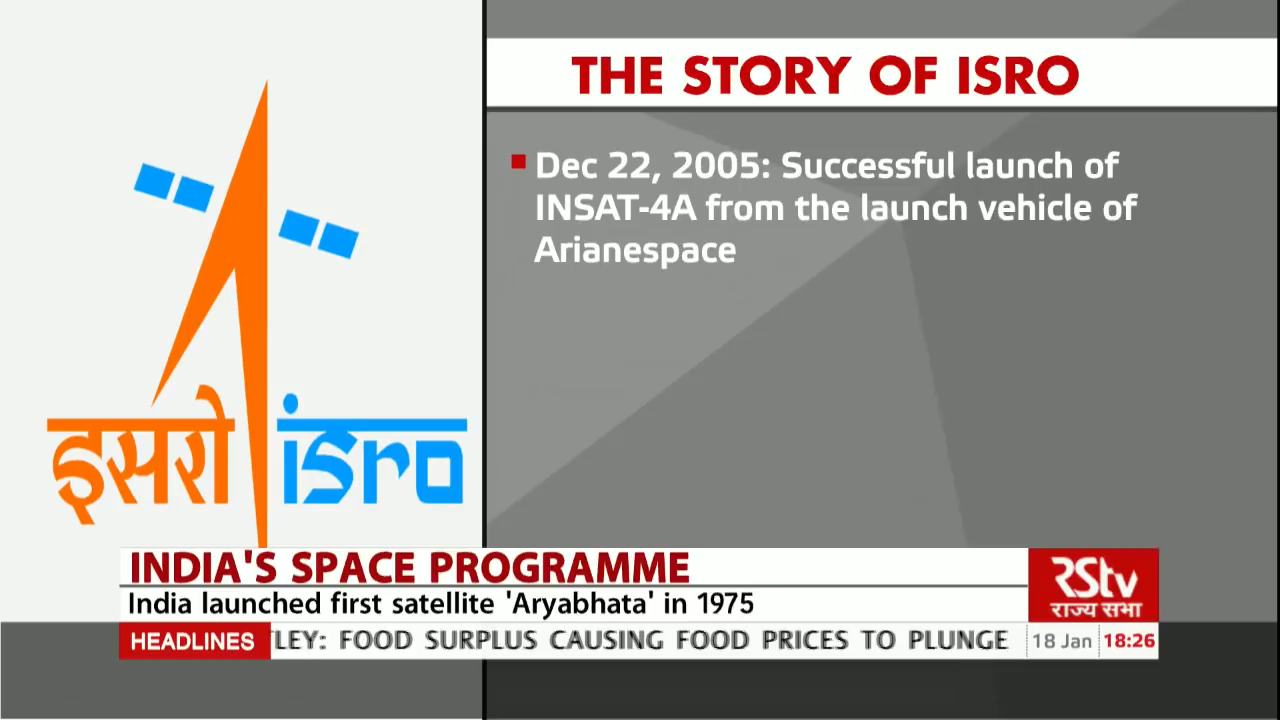 THE STORY OF ISRO
Dec 22, 2005: Successful launch of
INSAT-4A from the launch vehicle of
Arianespace
इसरो isro
INDIA'S SPACE PROGRAMME
India launched first satellite 'Aryabhata' in 1975
RStv
राज्य सभा
HEADLINES LEY: FOOD SURPLUS CAUSING FOOD PRICES TO PLUNGE 18 Jan 18:26